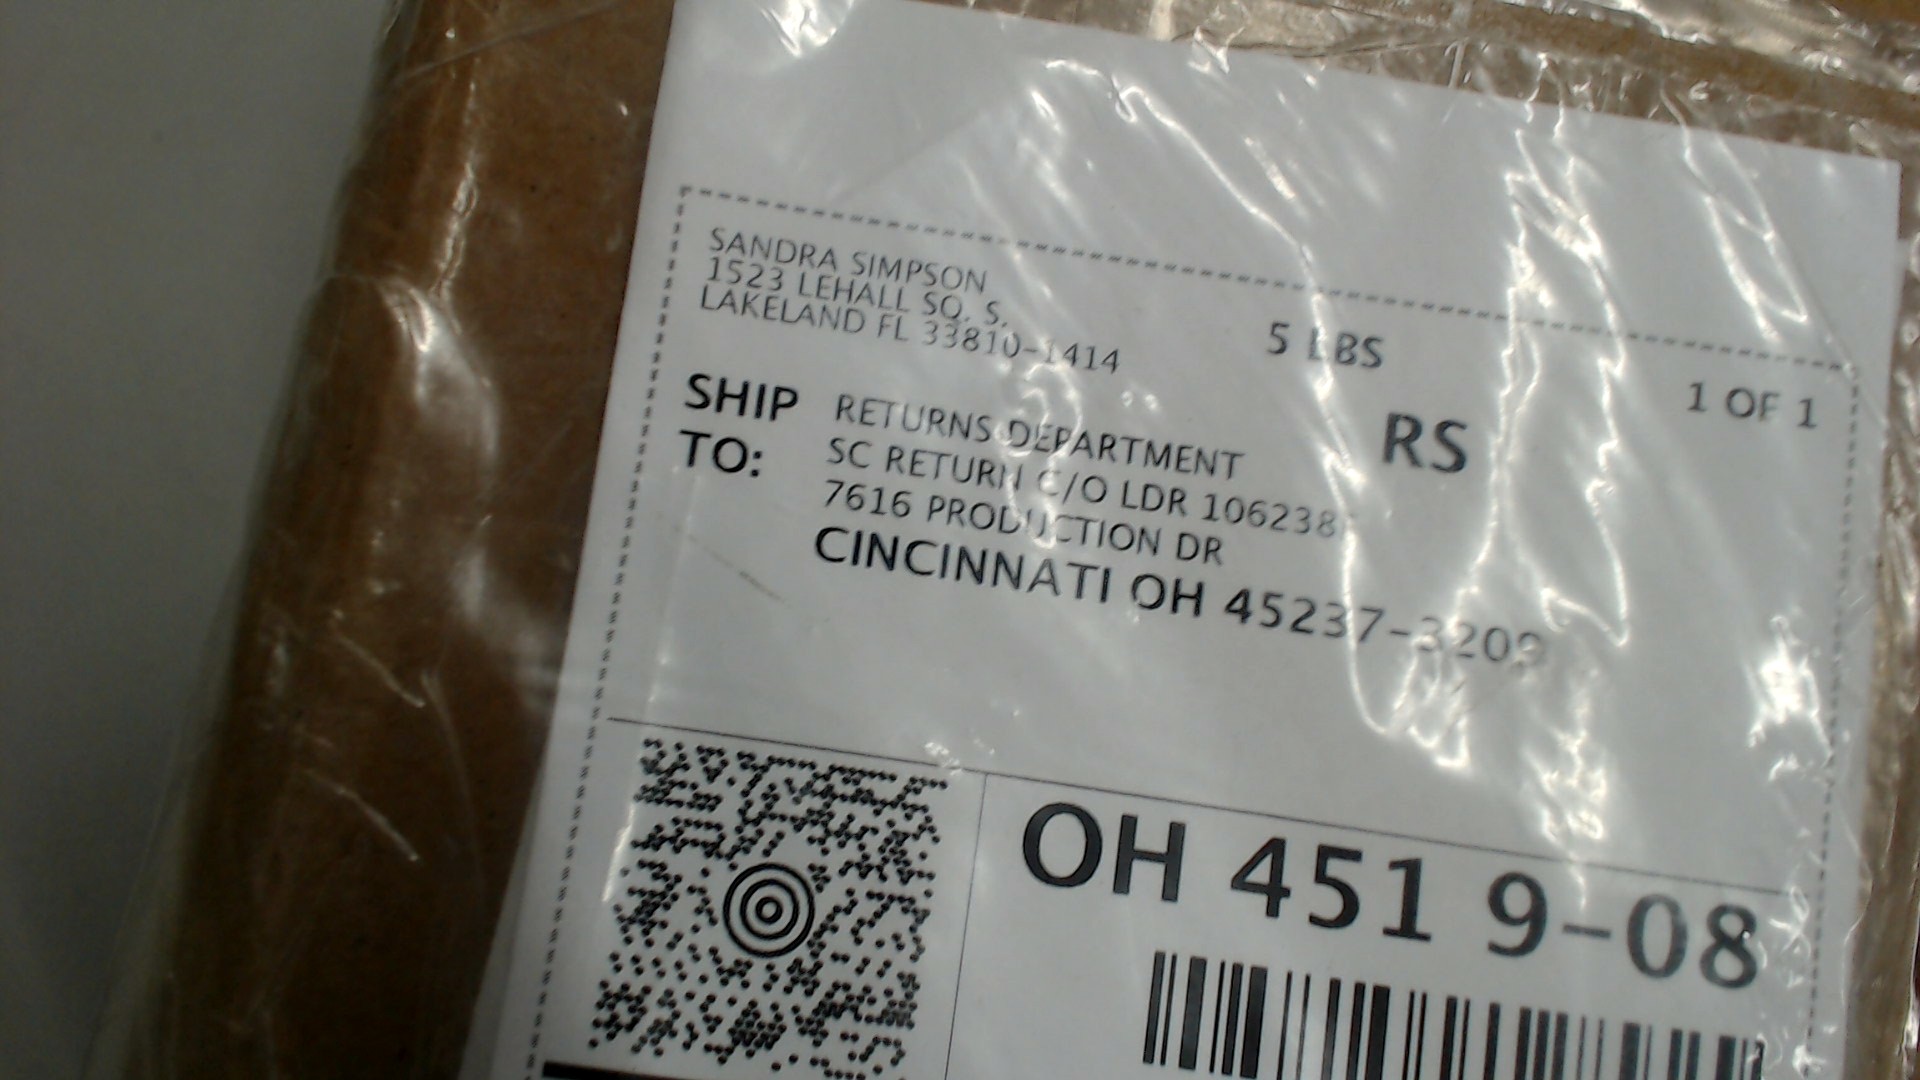 SANDRA SIMPSON
1523 LEHALL SQ. S.
LAKELAND FL 33810-1414
5 LBS
1 OF 1
RS
SHIP TO:
RETURNS DEPARTMENT
SC RETURN C/O LDR
7616 PRODUCTION DR
CINCINNATI OH 45237-3209
OH 451 9-08